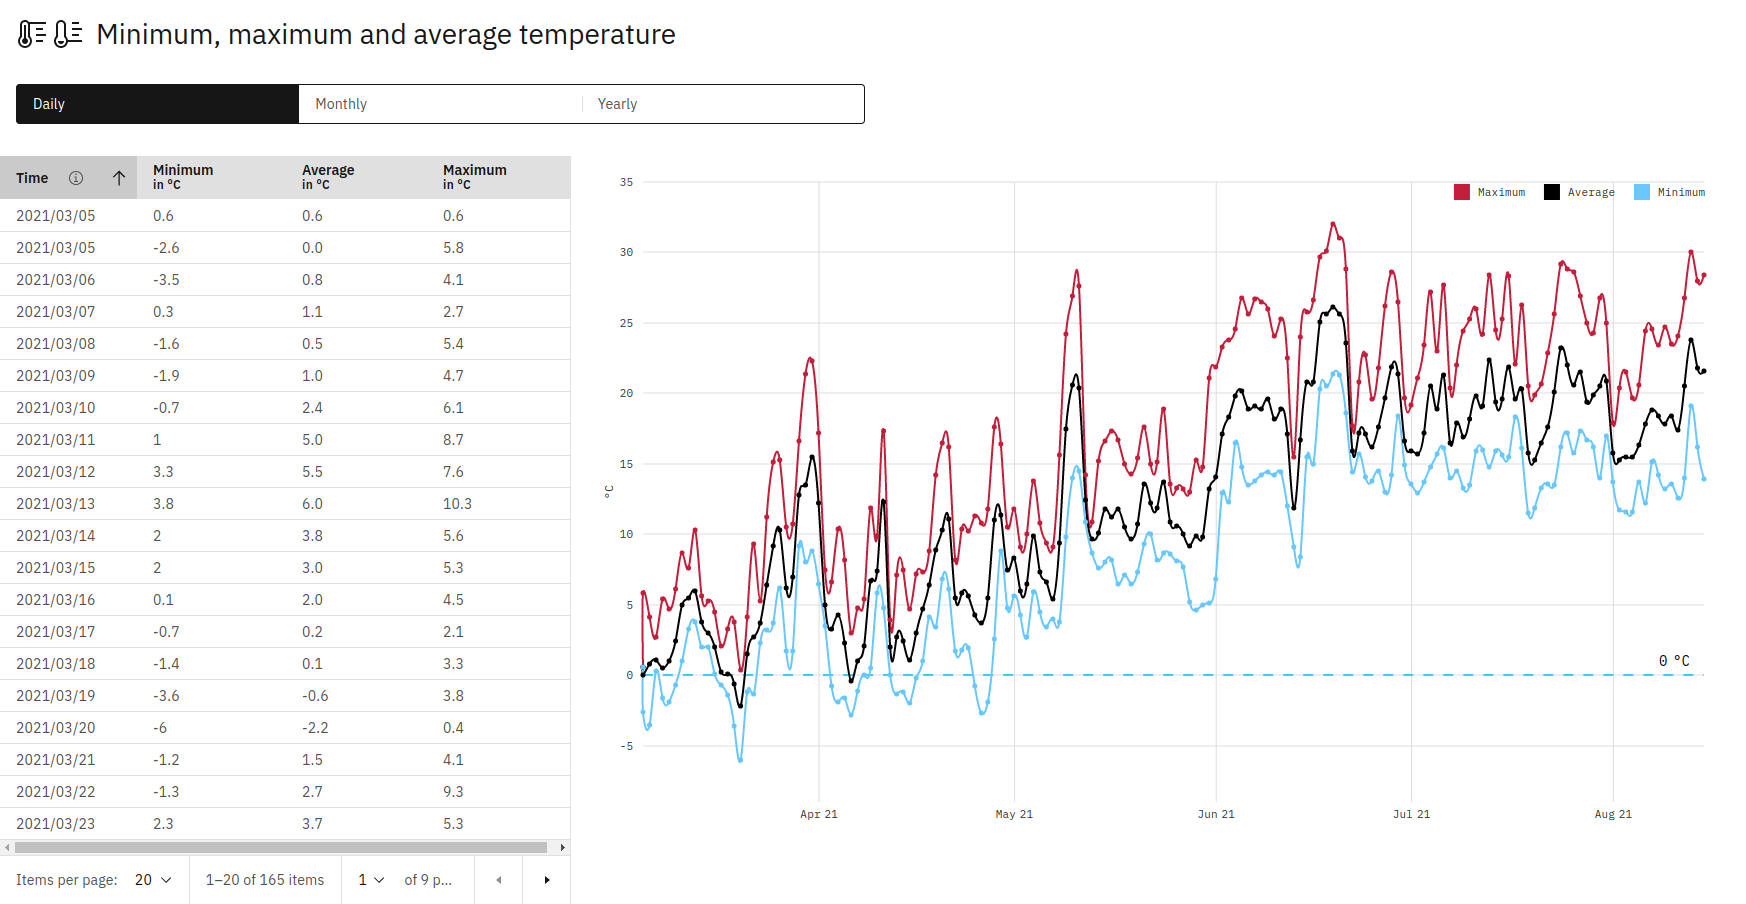 Minimum, maximum and average temperature
Daily Monthly Yearly
Time Minimum in °C Average in °C Maximum in °C
2021/03/05 0.6 0.6 0.6
2021/03/05 -2.6 0.0 5.8
2021/03/06 -3.5 0.8 4.1
2021/03/07 0.3 1.1 2.7
2021/03/08 -1.6 0.5 5.4
2021/03/09 -1.9 1.0 4.7
2021/03/10 -0.7 2.4 6.1
2021/03/11 1 5.0 8.7
2021/03/12 3.3 5.5 7.6
2021/03/13 3.8 6.0 10.3
2021/03/14 2 3.8 5.6
2021/03/15 2 3.0 5.3
2021/03/16 0.1 2.0 4.5
2021/03/17 -0.7 0.2 2.1
2021/03/18 -1.4 0.1 3.3
2021/03/19 -3.6 -0.6 3.8
2021/03/20 -6 -2.2 0.4
2021/03/21 -1.2 1.5 4.1
2021/03/22 -1.3 2.7 9.3
2021/03/23 2.3 3.7 5.3
Items per page: 20 1–20 of 165 items 1 of 9 p...
Maximum Average Minimum
35
30
25
20
15
10
5
0
-5
°C
0 °C
Apr 21 May 21 Jun 21 Jul 21 Aug 21